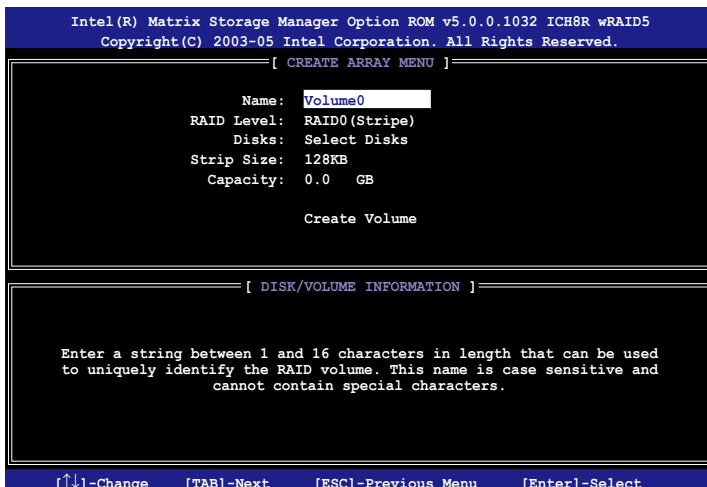 Intel(R) Matrix Storage Manager Option ROM v5.0.0.1032 ICH8R wRAID5
Copyright(C) 2003-05 Intel Corporation. All Rights Reserved.
[ CREATE ARRAY MENU ]
Name: Volume0
RAID Level: RAID0(Stripe)
Disks: Select Disks
Strip Size: 128KB
Capacity: 0.0 GB
Create Volume
[ DISK/VOLUME INFORMATION ]
Enter a string between 1 and 16 characters in length that can be used
to uniquely identify the RAID volume. This name is case sensitive and
cannot contain special characters.
[↑↓]-Change [TAB]-Next [ESC]-Previous Menu [Enter]-Select